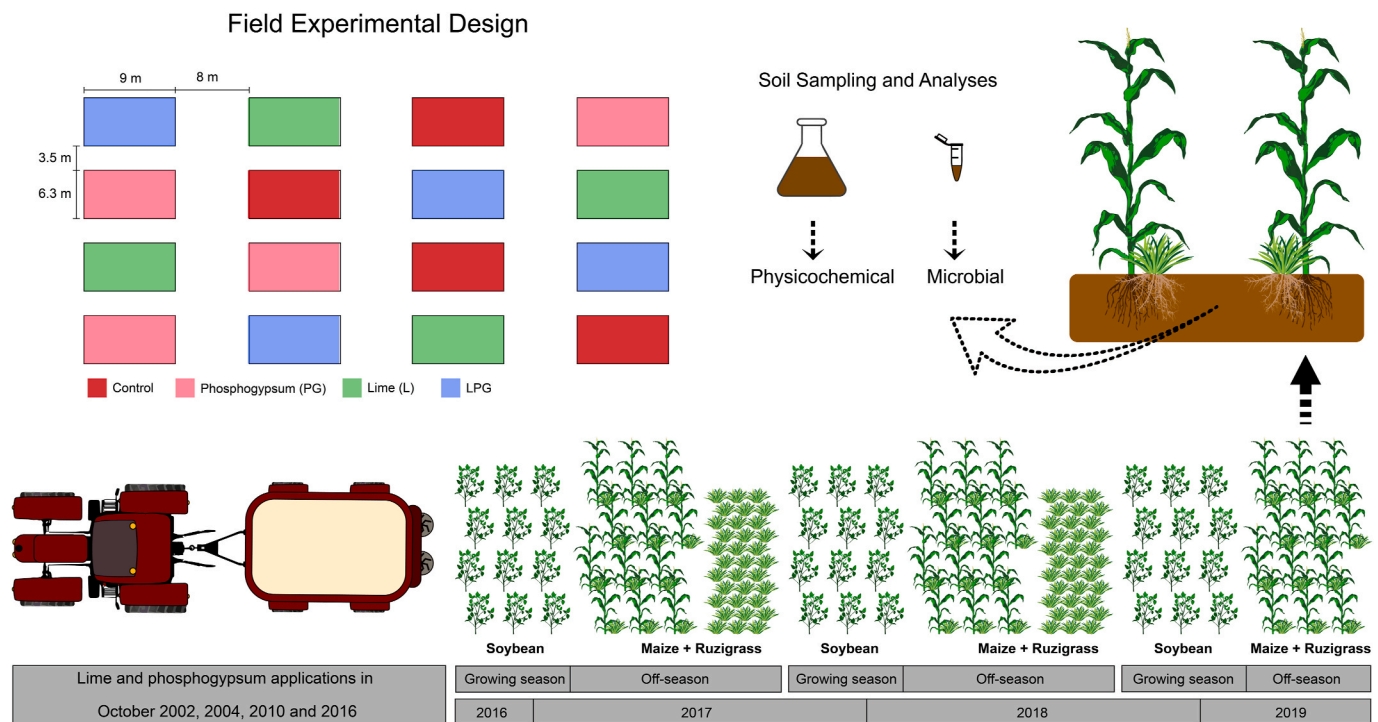 Field Experimental Design
9 m
8 m
3.5 m
6.3 m
Control
Phosphogypsum (PG)
Lime (L)
LPG
Soil Sampling and Analyses
Physicochemical
Microbial
Soybean
Maize + Ruzigrass
Soybean
Maize + Ruzigrass
Soybean
Maize + Ruzigrass
Lime and phosphogypsum applications in
October 2002, 2004, 2010 and 2016
Growing season
Off-season
Growing season
Off-season
Growing season
Off-season
2016
2017
2018
2019